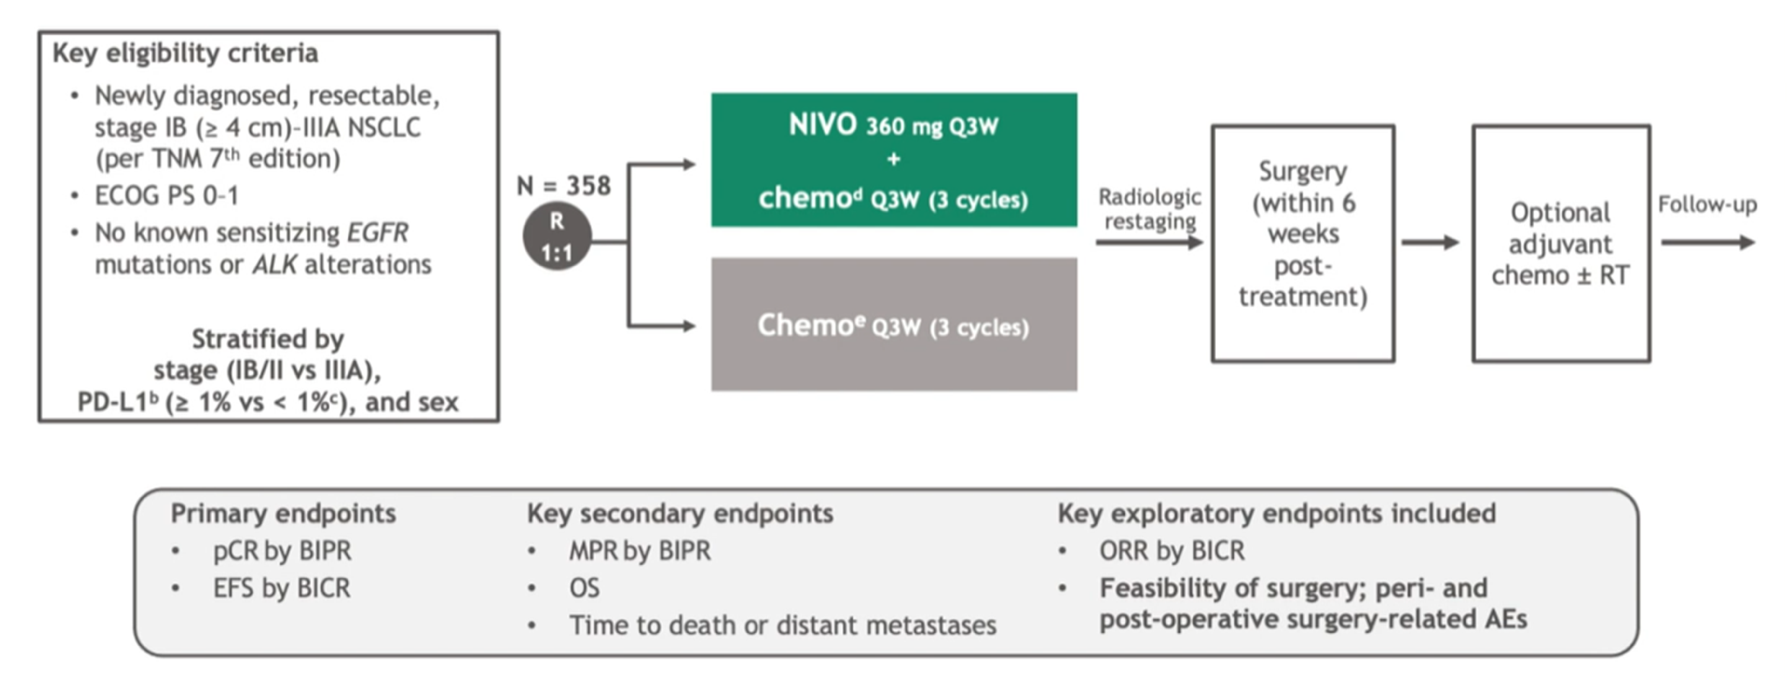 Key eligibility criteria
• Newly diagnosed, resectable,
stage IB (≥ 4 cm)-IIIA NSCLC
(per TNM 7th edition)
• ECOG PS 0-1
• No known sensitizing EGFR
mutations or ALK alterations
Stratified by
stage (IB/II vs IIIA),
PD-L1ᵇ (≥ 1% vs < 1%ᶜ), and sex
N = 358
R
1:1
NIVO 360 mg Q3W
+
chemoᵈ Q3W (3 cycles)
Chemoᵉ Q3W (3 cycles)
Radiologic
restaging
Surgery
(within 6
weeks
post-
treatment)
Optional
adjuvant
chemo ± RT
Follow-up
Primary endpoints
• pCR by BIPR
• EFS by BICR
Key secondary endpoints
• MPR by BIPR
• OS
• Time to death or distant metastases
Key exploratory endpoints included
• ORR by BICR
• Feasibility of surgery; peri- and
post-operative surgery-related AEs